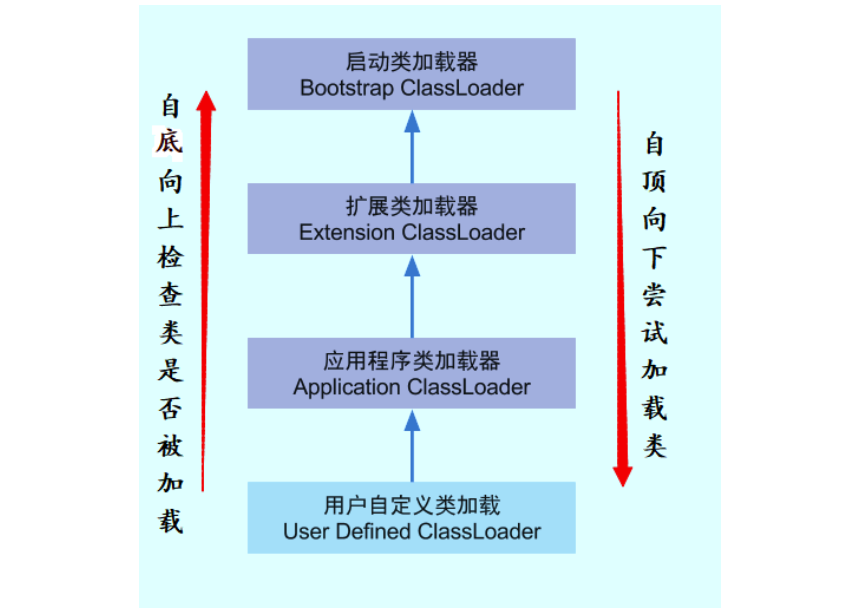 启动类加载器
Bootstrap ClassLoader
自底向上检查类是否被加载
扩展类加载器
Extension ClassLoader
自顶向下尝试加载类
应用程序类加载器
Application ClassLoader
用户自定义类加载
User Defined ClassLoader